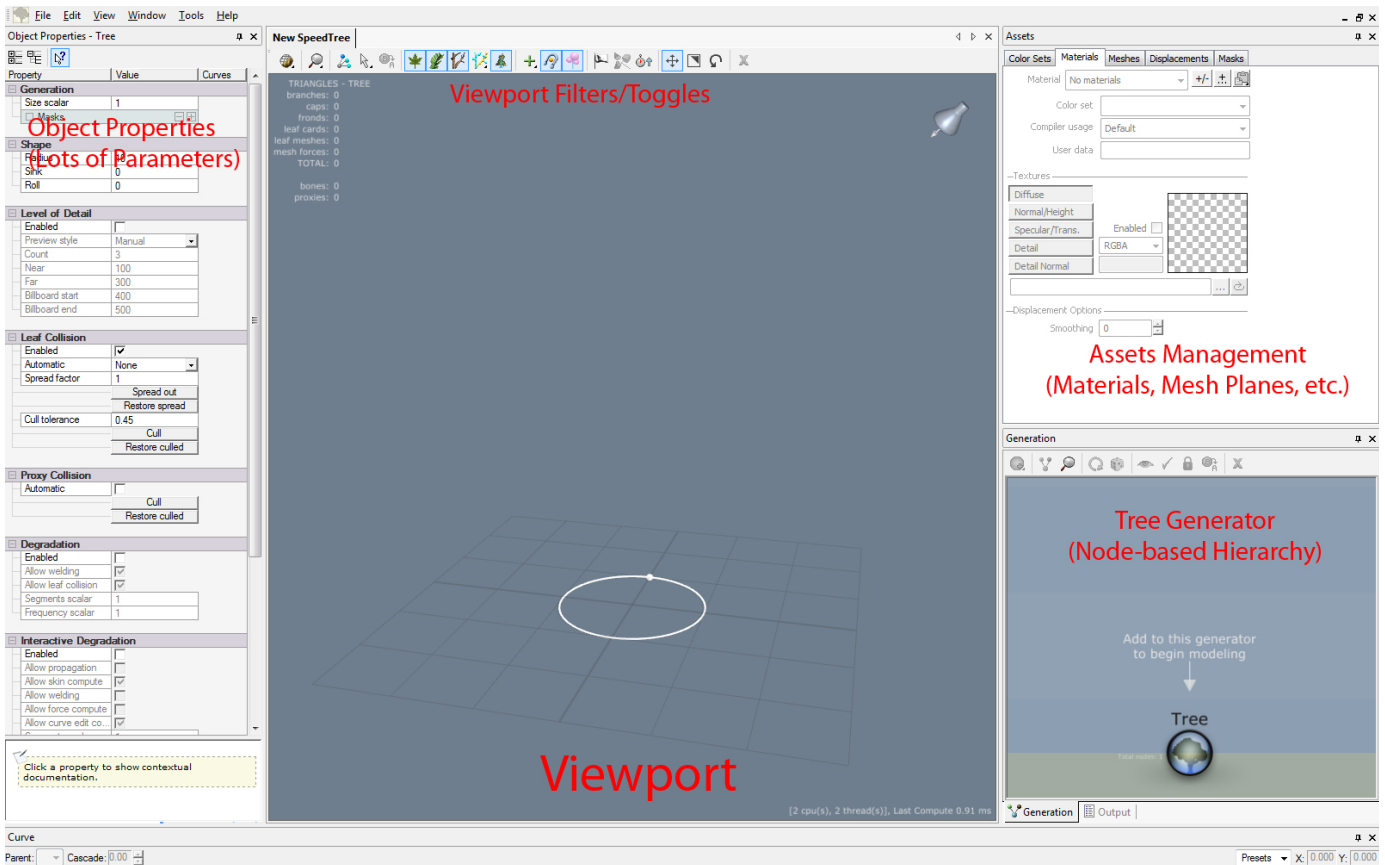 File Edit View Window Tools Help
Object Properties - Tree
Property Value Curves
Generation
Size scalar 1
Masks
Object Properties
(Lots of Parameters)
Shape
Radius
Sink 0
Roll 0
Level of Detail
Enabled
Preview style Manual
Count 3
Near 100
Far 300
Billboard start 400
Billboard end 500
Leaf Collision
Enabled
Automatic None
Spread factor 1
Spread out
Restore spread
Cull tolerance 0.45
Cull
Restore culled
Proxy Collision
Automatic
Cull
Restore culled
Degradation
Enabled
Allow welding
Allow leaf collision
Segments scalar 1
Frequency scalar 1
Interactive Degradation
Enabled
Allow propagation
Allow skin compute
Allow welding
Allow force compute
Allow curve edit co...
Click a property to show contextual
documentation.
New SpeedTree
Viewport Filters/Toggles
TRIANGLES - TREE
branches: 0
caps: 0
fronds: 0
leaf cards: 0
leaf meshes: 0
mesh forces: 0
TOTAL: 0
bones: 0
proxies: 0
Viewport
[2 cpu(s), 2 thread(s)], Last Compute 0.91 ms
Assets
Color Sets Materials Meshes Displacements Masks
Material No materials +/-
Color set
Compiler usage Default
User data
Textures
Diffuse
Normal/Height
Specular/Trans. Enabled
Detail RGBA
Detail Normal
...
Displacement Options
Smoothing 0
Assets Management
(Materials, Mesh Planes, etc.)
Generation
Tree Generator
(Node-based Hierarchy)
Add to this generator
to begin modeling
Tree
Total nodes: 1
Generation Output
Curve
Parent: Cascade: 0.00 Presets X: 0.000 Y: 0.000